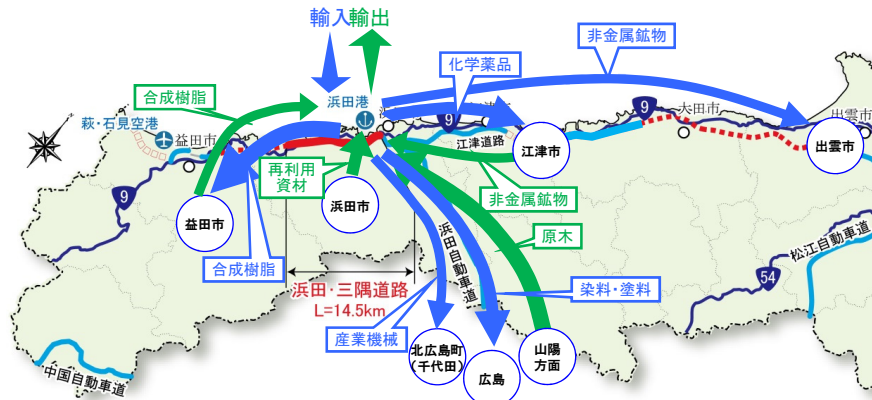 輸入 輸出
非金属鉱物
化学薬品
合成樹脂
浜田港
萩・石見空港
益田市
9
大田市
9
出雲市
江津道路
江津市
出雲市
再利用
資材
非金属鉱物
9
浜田市
益田市
原木
浜田自動車道
合成樹脂
松江自動車道
54
浜田・三隅道路
L=14.5km
染料・塗料
産業機械
北広島町
(千代田)
広島
山陽
方面
中国自動車道